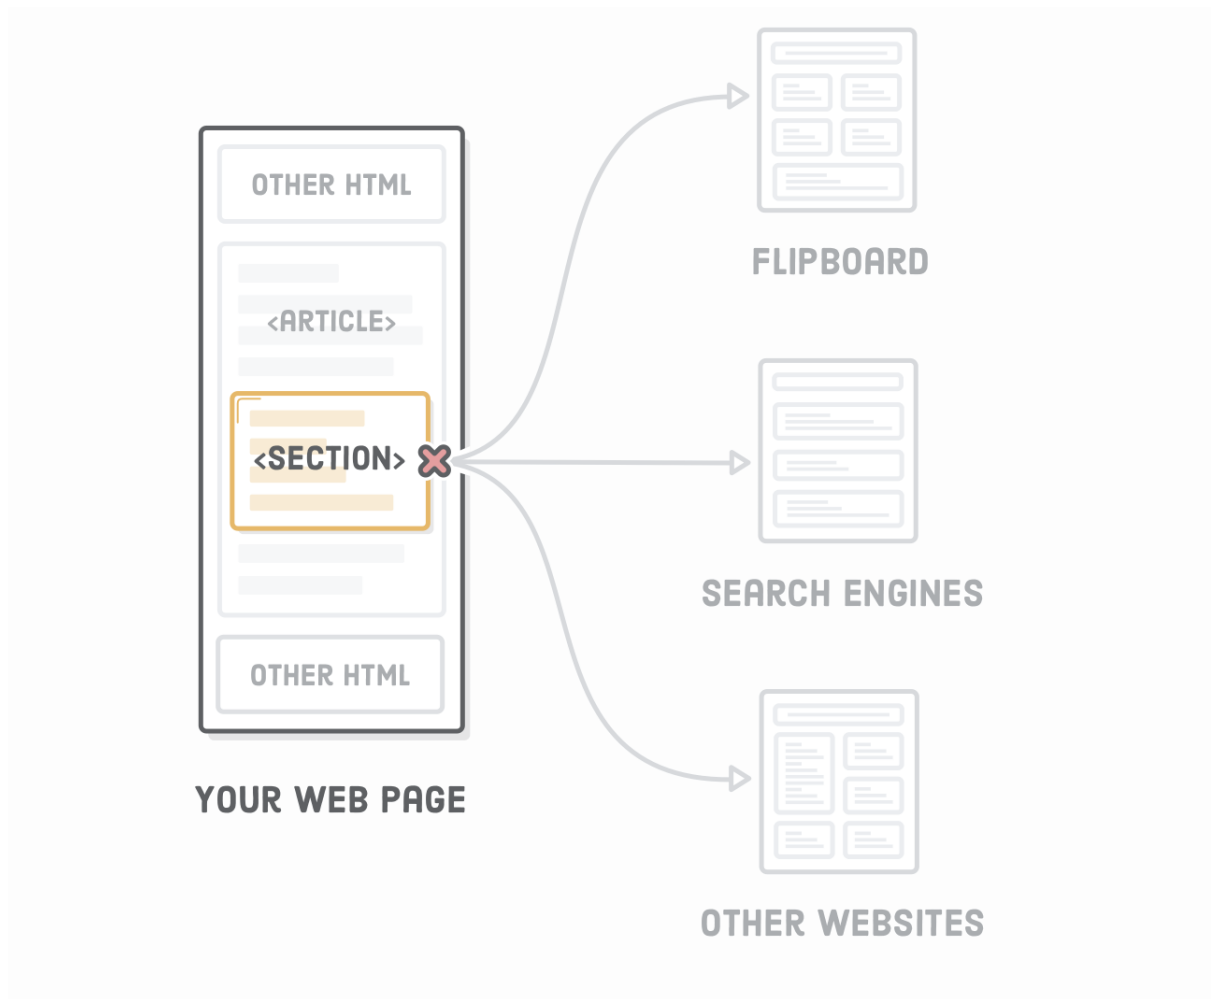 OTHER HTML
<ARTICLE>
<SECTION>
OTHER HTML
YOUR WEB PAGE
FLIPBOARD
SEARCH ENGINES
OTHER WEBSITES